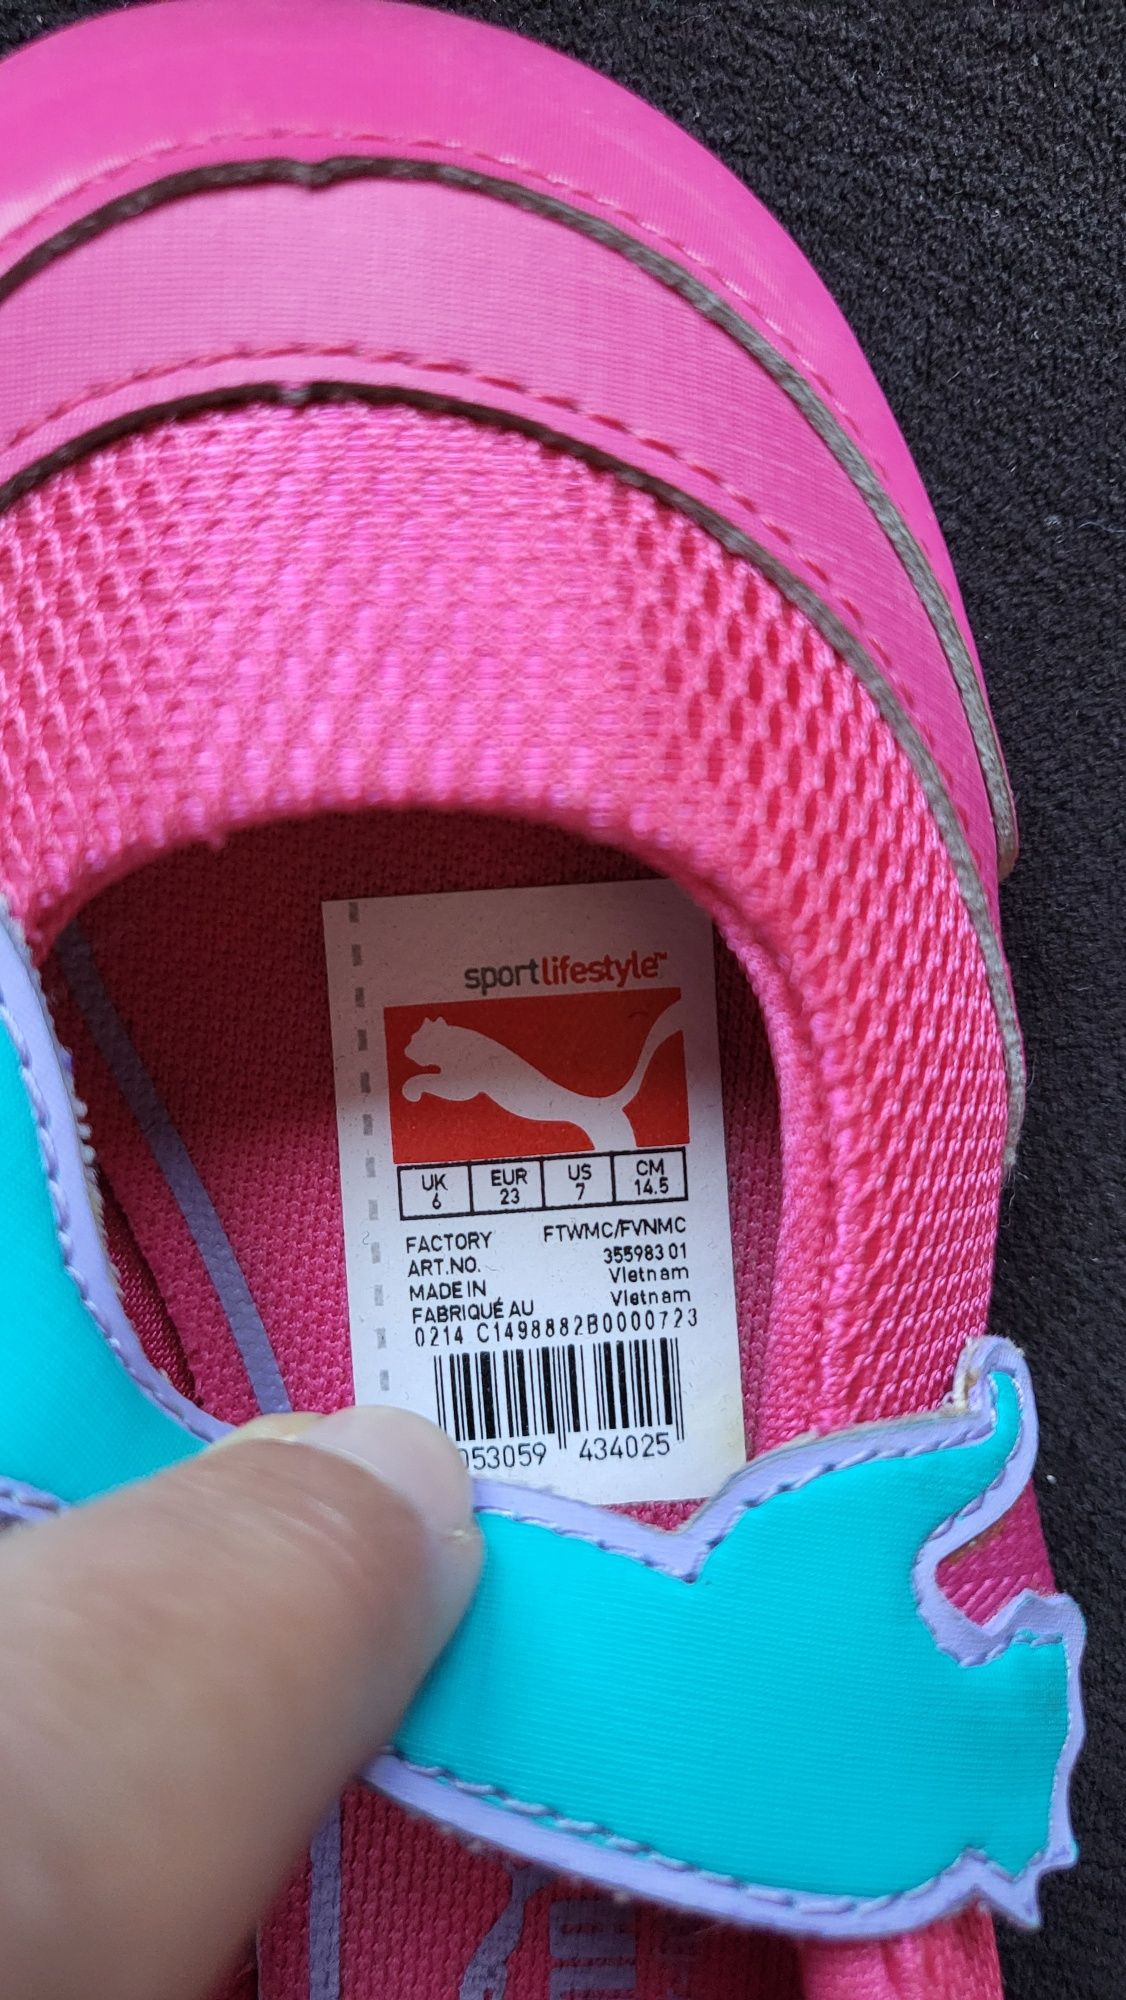 sportlifestyle™
UK EUR US CM
6 23 7 14.5
FACTORY FTWMC/FVNMC
ART.NO. 355983 01
MADE IN Vietnam
FABRIQUÉ AU Vietnam
0214 C1498882B0000723
053059 434025